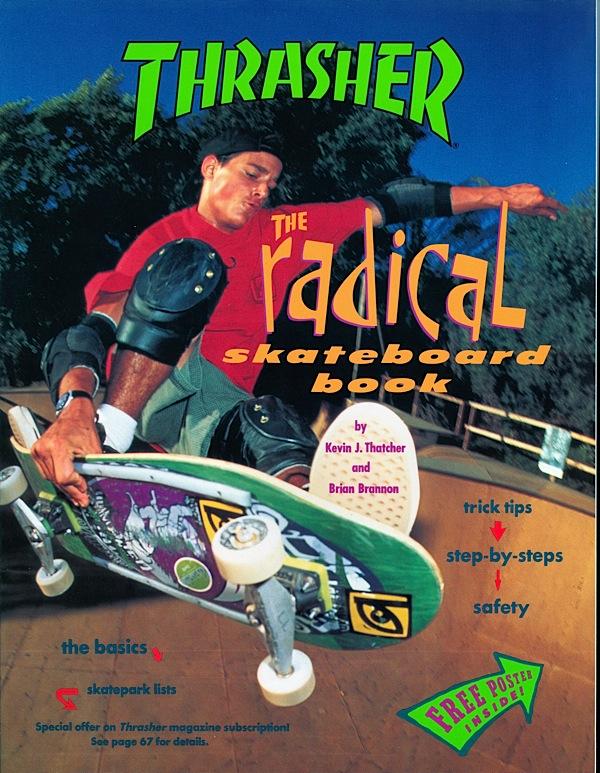 THRASHER
THE
radical
skateboard
book
by
Kevin J. Thatcher
and
Brian Brannon
trick tips
step-by-steps
safety
the basics
skatepark lists
Special offer on Thrasher magazine subscription!
See page 67 for details.
FREE POSTER
INSIDE!